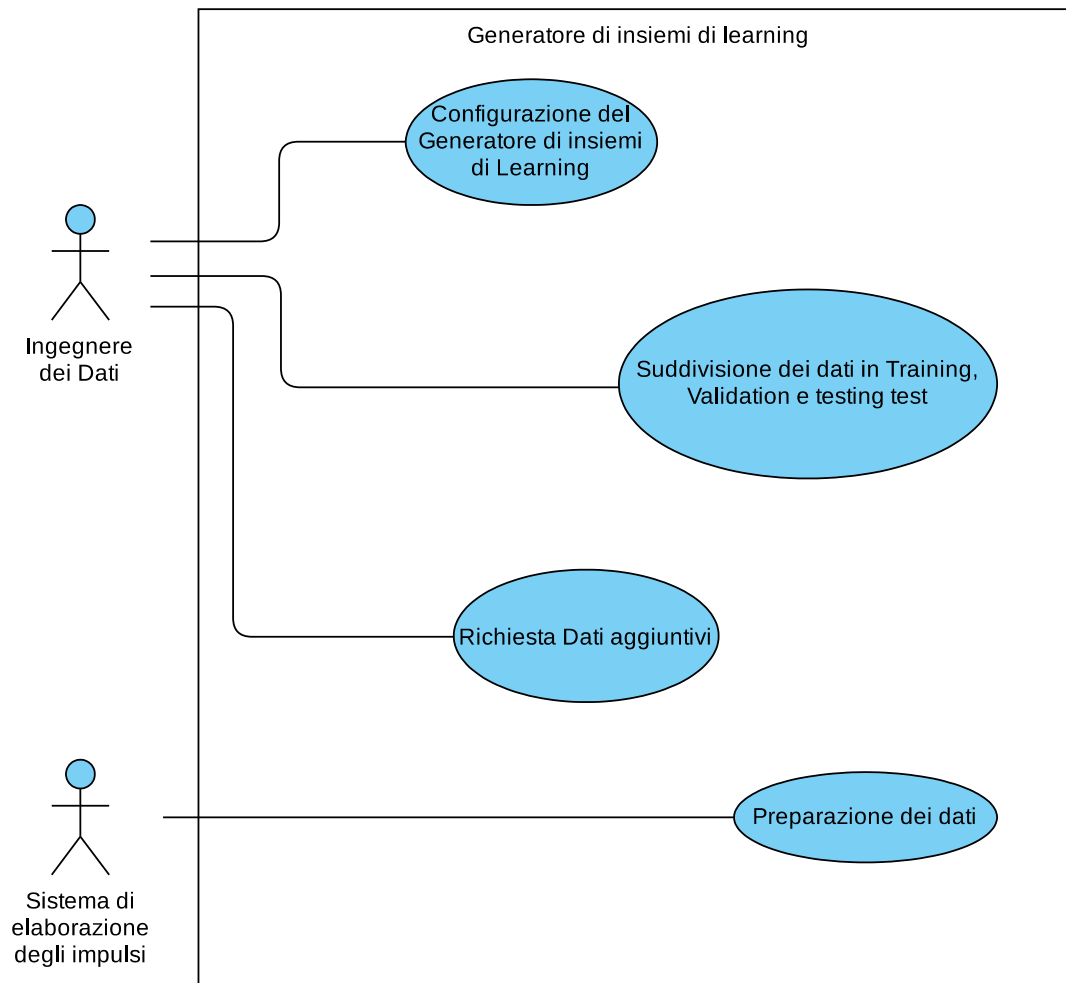 Generatore di insiemi di learning
Configurazione del
Generatore di insiemi
di Learning
Ingegnere
dei Dati
Suddivisione dei dati in Training,
Validation e testing test
Richiesta Dati aggiuntivi
Preparazione dei dati
Sistema di
elaborazione
degli impulsi